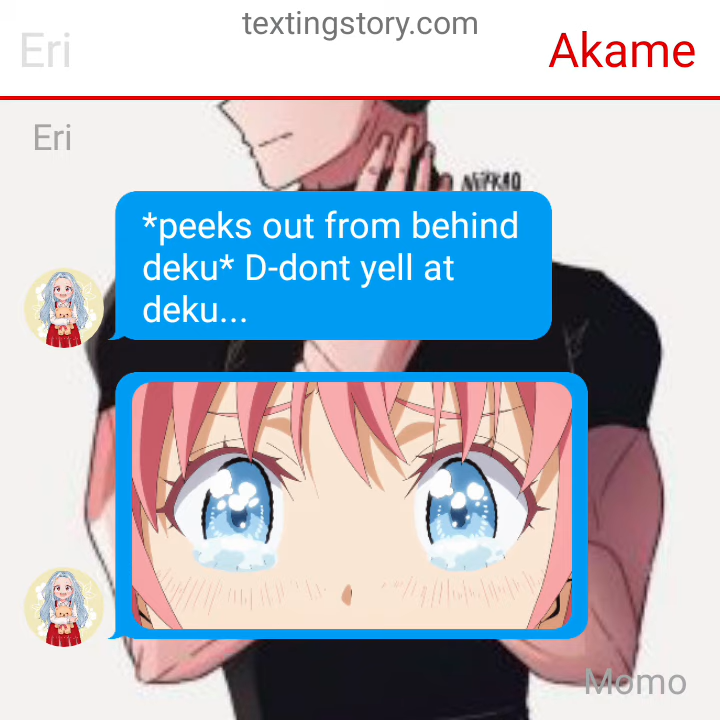 textingstory.com
Eri
Akame
Eri
*peeks out from behind
deku* D-dont yell at
deku...
Momo